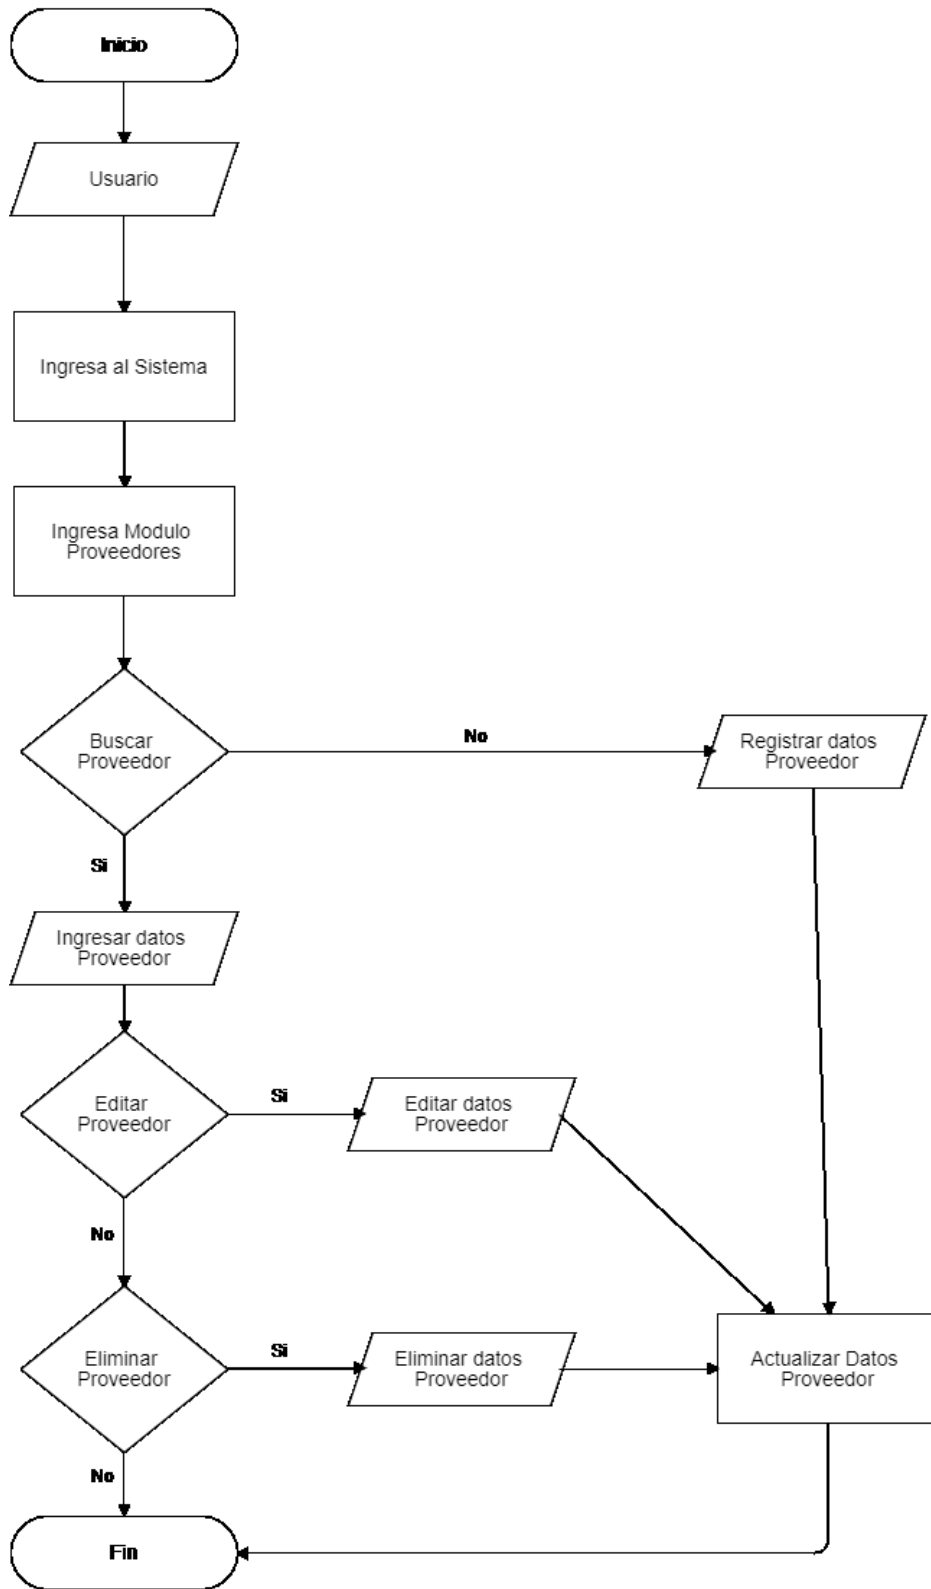 Inicio
Usuario
Ingresa al Sistema
Ingresa Modulo
Proveedores
Buscar
Proveedor
No
Registrar datos
Proveedor
Si
Ingresar datos
Proveedor
Editar
Proveedor
Si
Editar datos
Proveedor
No
Eliminar
Proveedor
Si
Eliminar datos
Proveedor
Actualizar Datos
Proveedor
No
Fin